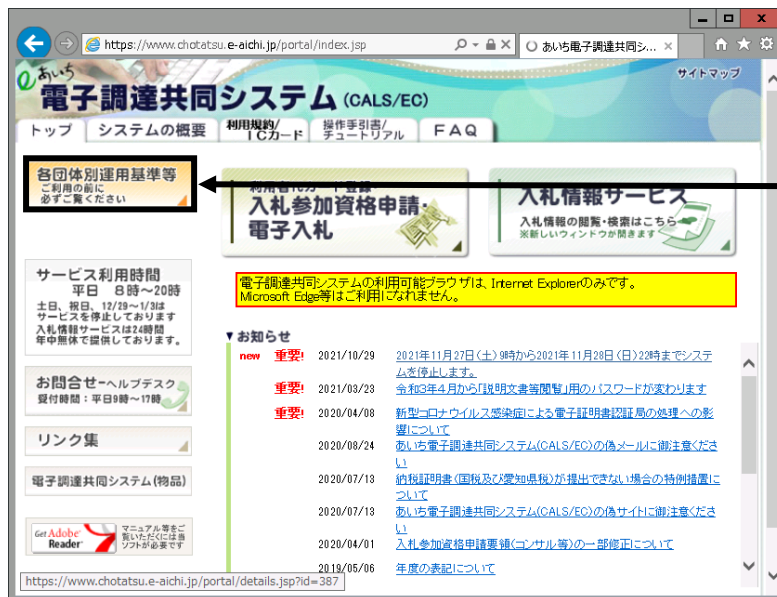 https://www.chotatsu.e-aichi.jp/portal/index.jsp
あいち電子調達共同シ...
eあいち
電子調達共同システム (CALS/EC)
サイトマップ
トップ
システムの概要
利用規約/
ICカード
操作手引書/
チュートリアル
FAQ
各団体別運用基準等
ご利用の前に
必ずご覧ください
入札参加資格申請・
電子入札
入札情報サービス
入札情報の閲覧・検索はこちら
※新しいウィンドウが開きます
サービス利用時間
平日 8時～20時
土日、祝日、12/29～1/3は
サービスを停止しております
入札情報サービスは24時間
年中無休で提供しております。
電子調達共同システムの利用可能ブラウザは、Internet Explorerのみです。
Microsoft Edge等はご利用になれません。
▼お知らせ
new 重要! 2021/10/29 2021年11月27日(土)9時から2021年11月28日(日)22時までシステ
ムを停止します。
重要! 2021/03/23 令和3年4月から「説明文書等閲覧」用のパスワードが変わります
重要! 2020/04/08 新型コロナウイルス感染症による電子証明書認証局の処理への影
響について
2020/08/24 あいち電子調達共同システム(CALS/EC)の偽メールに御注意くださ
い
2020/07/13 納税証明書(国税及び愛知県税)が提出できない場合の特例措置に
ついて
2020/07/13 あいち電子調達共同システム(CALS/EC)の偽サイトに御注意くださ
い
2020/04/01 入札参加資格申請要領(コンサル等)の一部修正について
2019/05/06 年度の表記について
お問合せ-ヘルプデスク
受付時間：平日9時～17時
リンク集
電子調達共同システム(物品)
Get Adobe
Reader
マニュアル等をご
覧いただくには当
ソフトが必要です
https://www.chotatsu.e-aichi.jp/portal/details.jsp?id=387